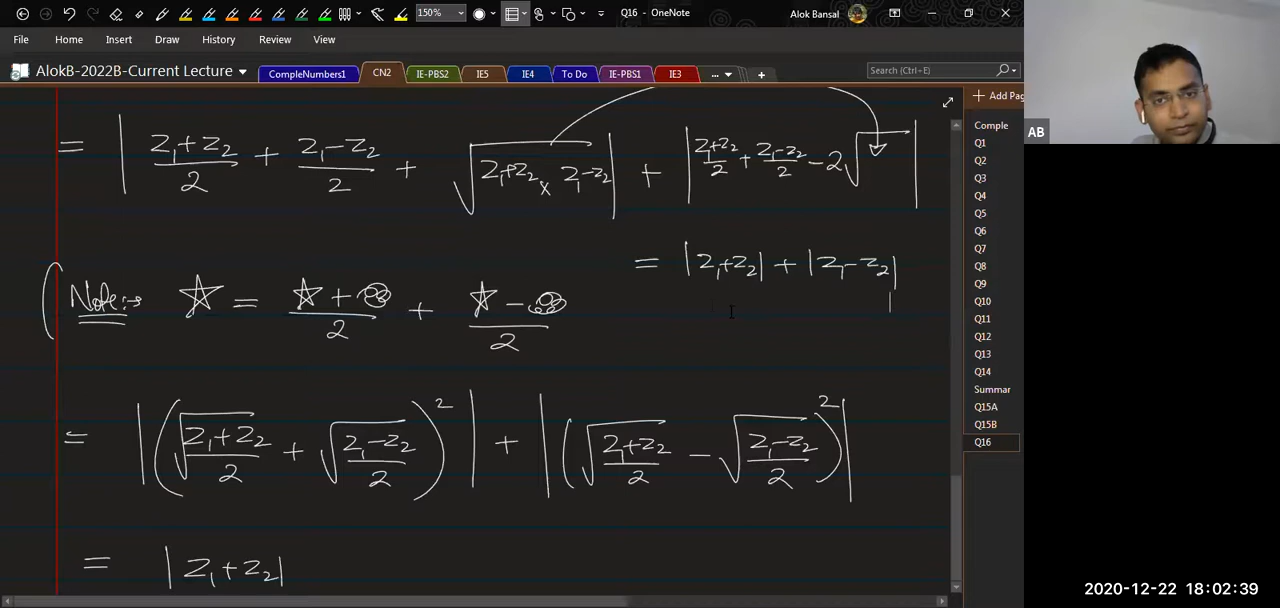 150% Q16 - OneNote Alok Bansal
File Home Insert Draw History Review View
AlokB-2022B-Current Lecture CompleNumbers1 CN2 IE-PBS2 IE5 IE4 To Do IE-PBS1 IE3 ... + Search (Ctrl+E)
+ Add Pag
Comple
Q1
Q2
Q3
Q4
Q5
Q6
Q7
Q8
Q9
Q10
Q11
Q12
Q13
Q14
Summar
Q15A
Q15B
Q16
AB
= | (z₁+z₂)/2 + (z₁-z₂)/2 + √(z₁+z₂ × z₁-z₂) | + | (z₁+z₂)/2 + (z₁-z₂)/2 - 2√ |
= |z₁+z₂| + |z₁-z₂|
(Note:→ ☆ = (☆ + )/2 + (☆ - )/2
= | (√(z₁+z₂)/2 + √(z₁-z₂)/2)² | + | (√(z₁+z₂)/2 - √(z₁-z₂)/2)² |
= |z₁+z₂|
2020-12-22 18:02:39